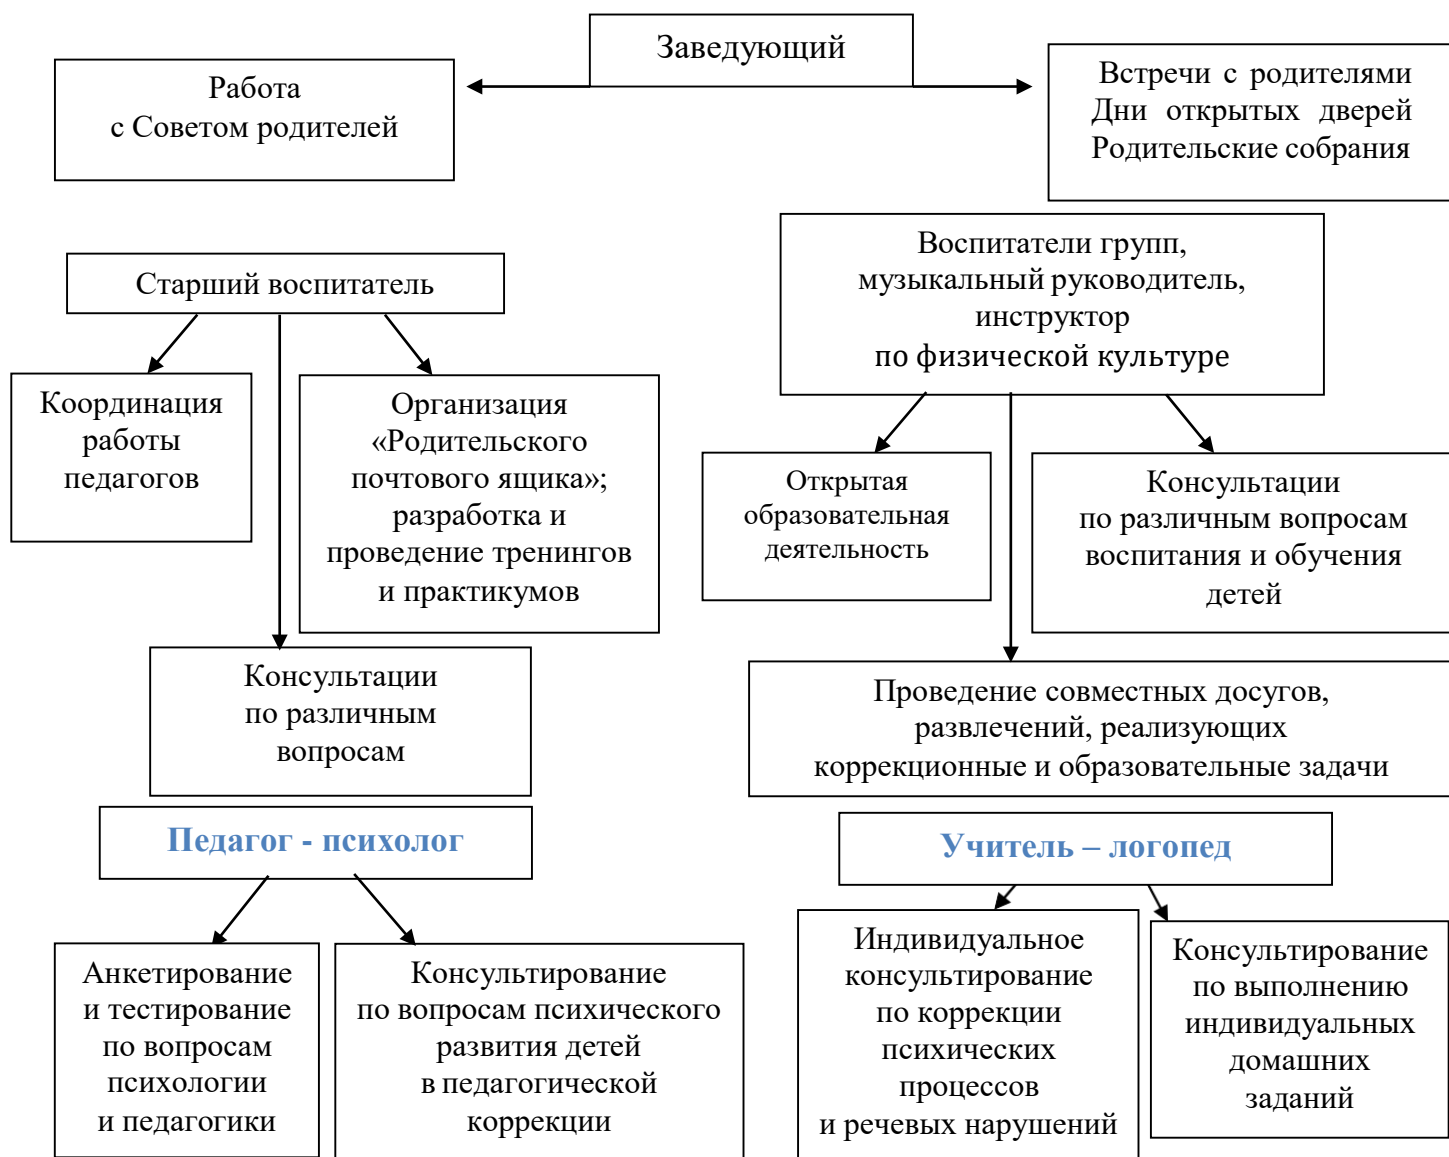 Заведующий
Работа
с Советом родителей
Встречи с родителями
Дни открытых дверей
Родительские собрания
Старший воспитатель
Воспитатели групп,
музыкальный руководитель,
инструктор
по физической культуре
Координация
работы
педагогов
Организация
«Родительского
почтового ящика»;
разработка и
проведение тренингов
и практикумов
Открытая
образовательная
деятельность
Консультации
по различным вопросам
воспитания и обучения
детей
Консультации
по различным
вопросам
Проведение совместных досугов,
развлечений, реализующих
коррекционные и образовательные задачи
Педагог - психолог
Учитель – логопед
Анкетирование
и тестирование
по вопросам
психологии
и педагогики
Консультирование
по вопросам психического
развития детей
в педагогической
коррекции
Индивидуальное
консультирование
по коррекции
психических
процессов
и речевых нарушений
Консультирование
по выполнению
индивидуальных
домашних
заданий